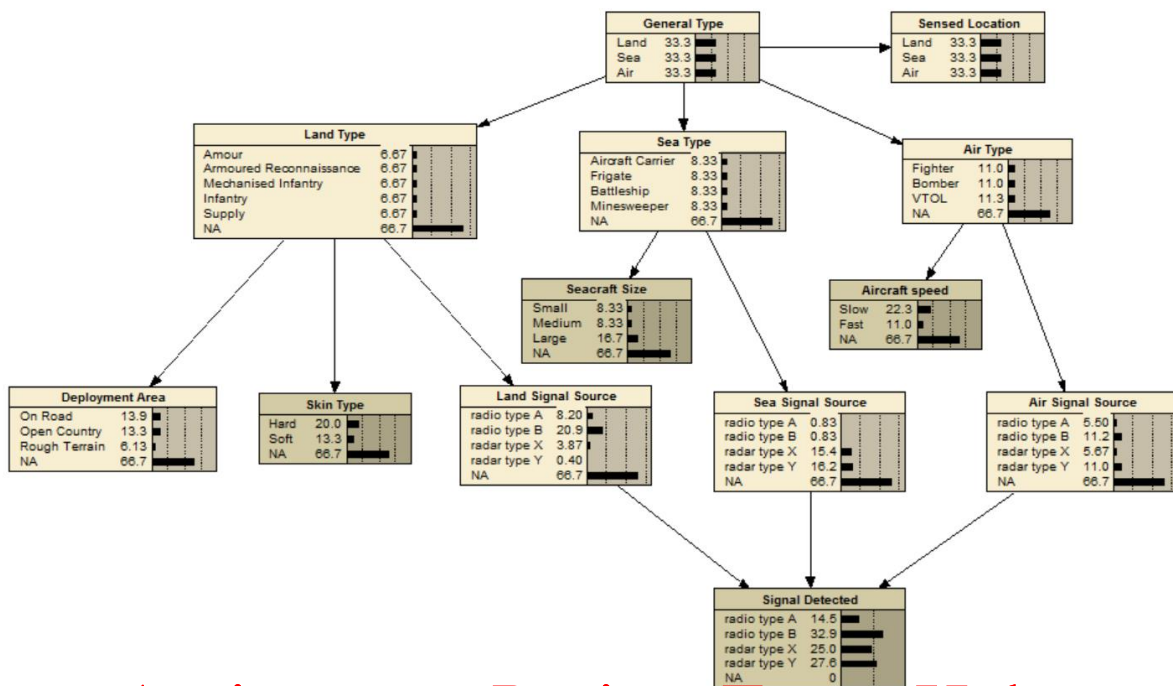 General Type
Land 33.3
Sea 33.3
Air 33.3
Sensed Location
Land 33.3
Sea 33.3
Air 33.3
Land Type
Amour 6.67
Armoured Reconnaissance 6.67
Mechanised Infantry 6.67
Infantry 6.67
Supply 6.67
NA 66.7
Sea Type
Aircraft Carrier 8.33
Frigate 8.33
Battleship 8.33
Minesweeper 8.33
NA 66.7
Air Type
Fighter 11.0
Bomber 11.0
VTOL 11.3
NA 66.7
Seacraft Size
Small 8.33
Medium 8.33
Large 16.7
NA 66.7
Aircraft speed
Slow 22.3
Fast 11.0
NA 66.7
Deployment Area
On Road 13.9
Open Country 13.3
Rough Terrain 6.13
NA 66.7
Skin Type
Hard 20.0
Soft 13.3
NA 66.7
Land Signal Source
radio type A 8.20
radio type B 20.9
radar type X 3.87
radar type Y 0.40
NA 66.7
Sea Signal Source
radio type A 0.83
radio type B 0.83
radar type X 15.4
radar type Y 16.2
NA 66.7
Air Signal Source
radio type A 5.50
radio type B 11.2
radar type X 5.67
radar type Y 11.0
NA 66.7
Signal Detected
radio type A 14.5
radio type B 32.9
radar type X 25.0
radar type Y 27.6
NA 0